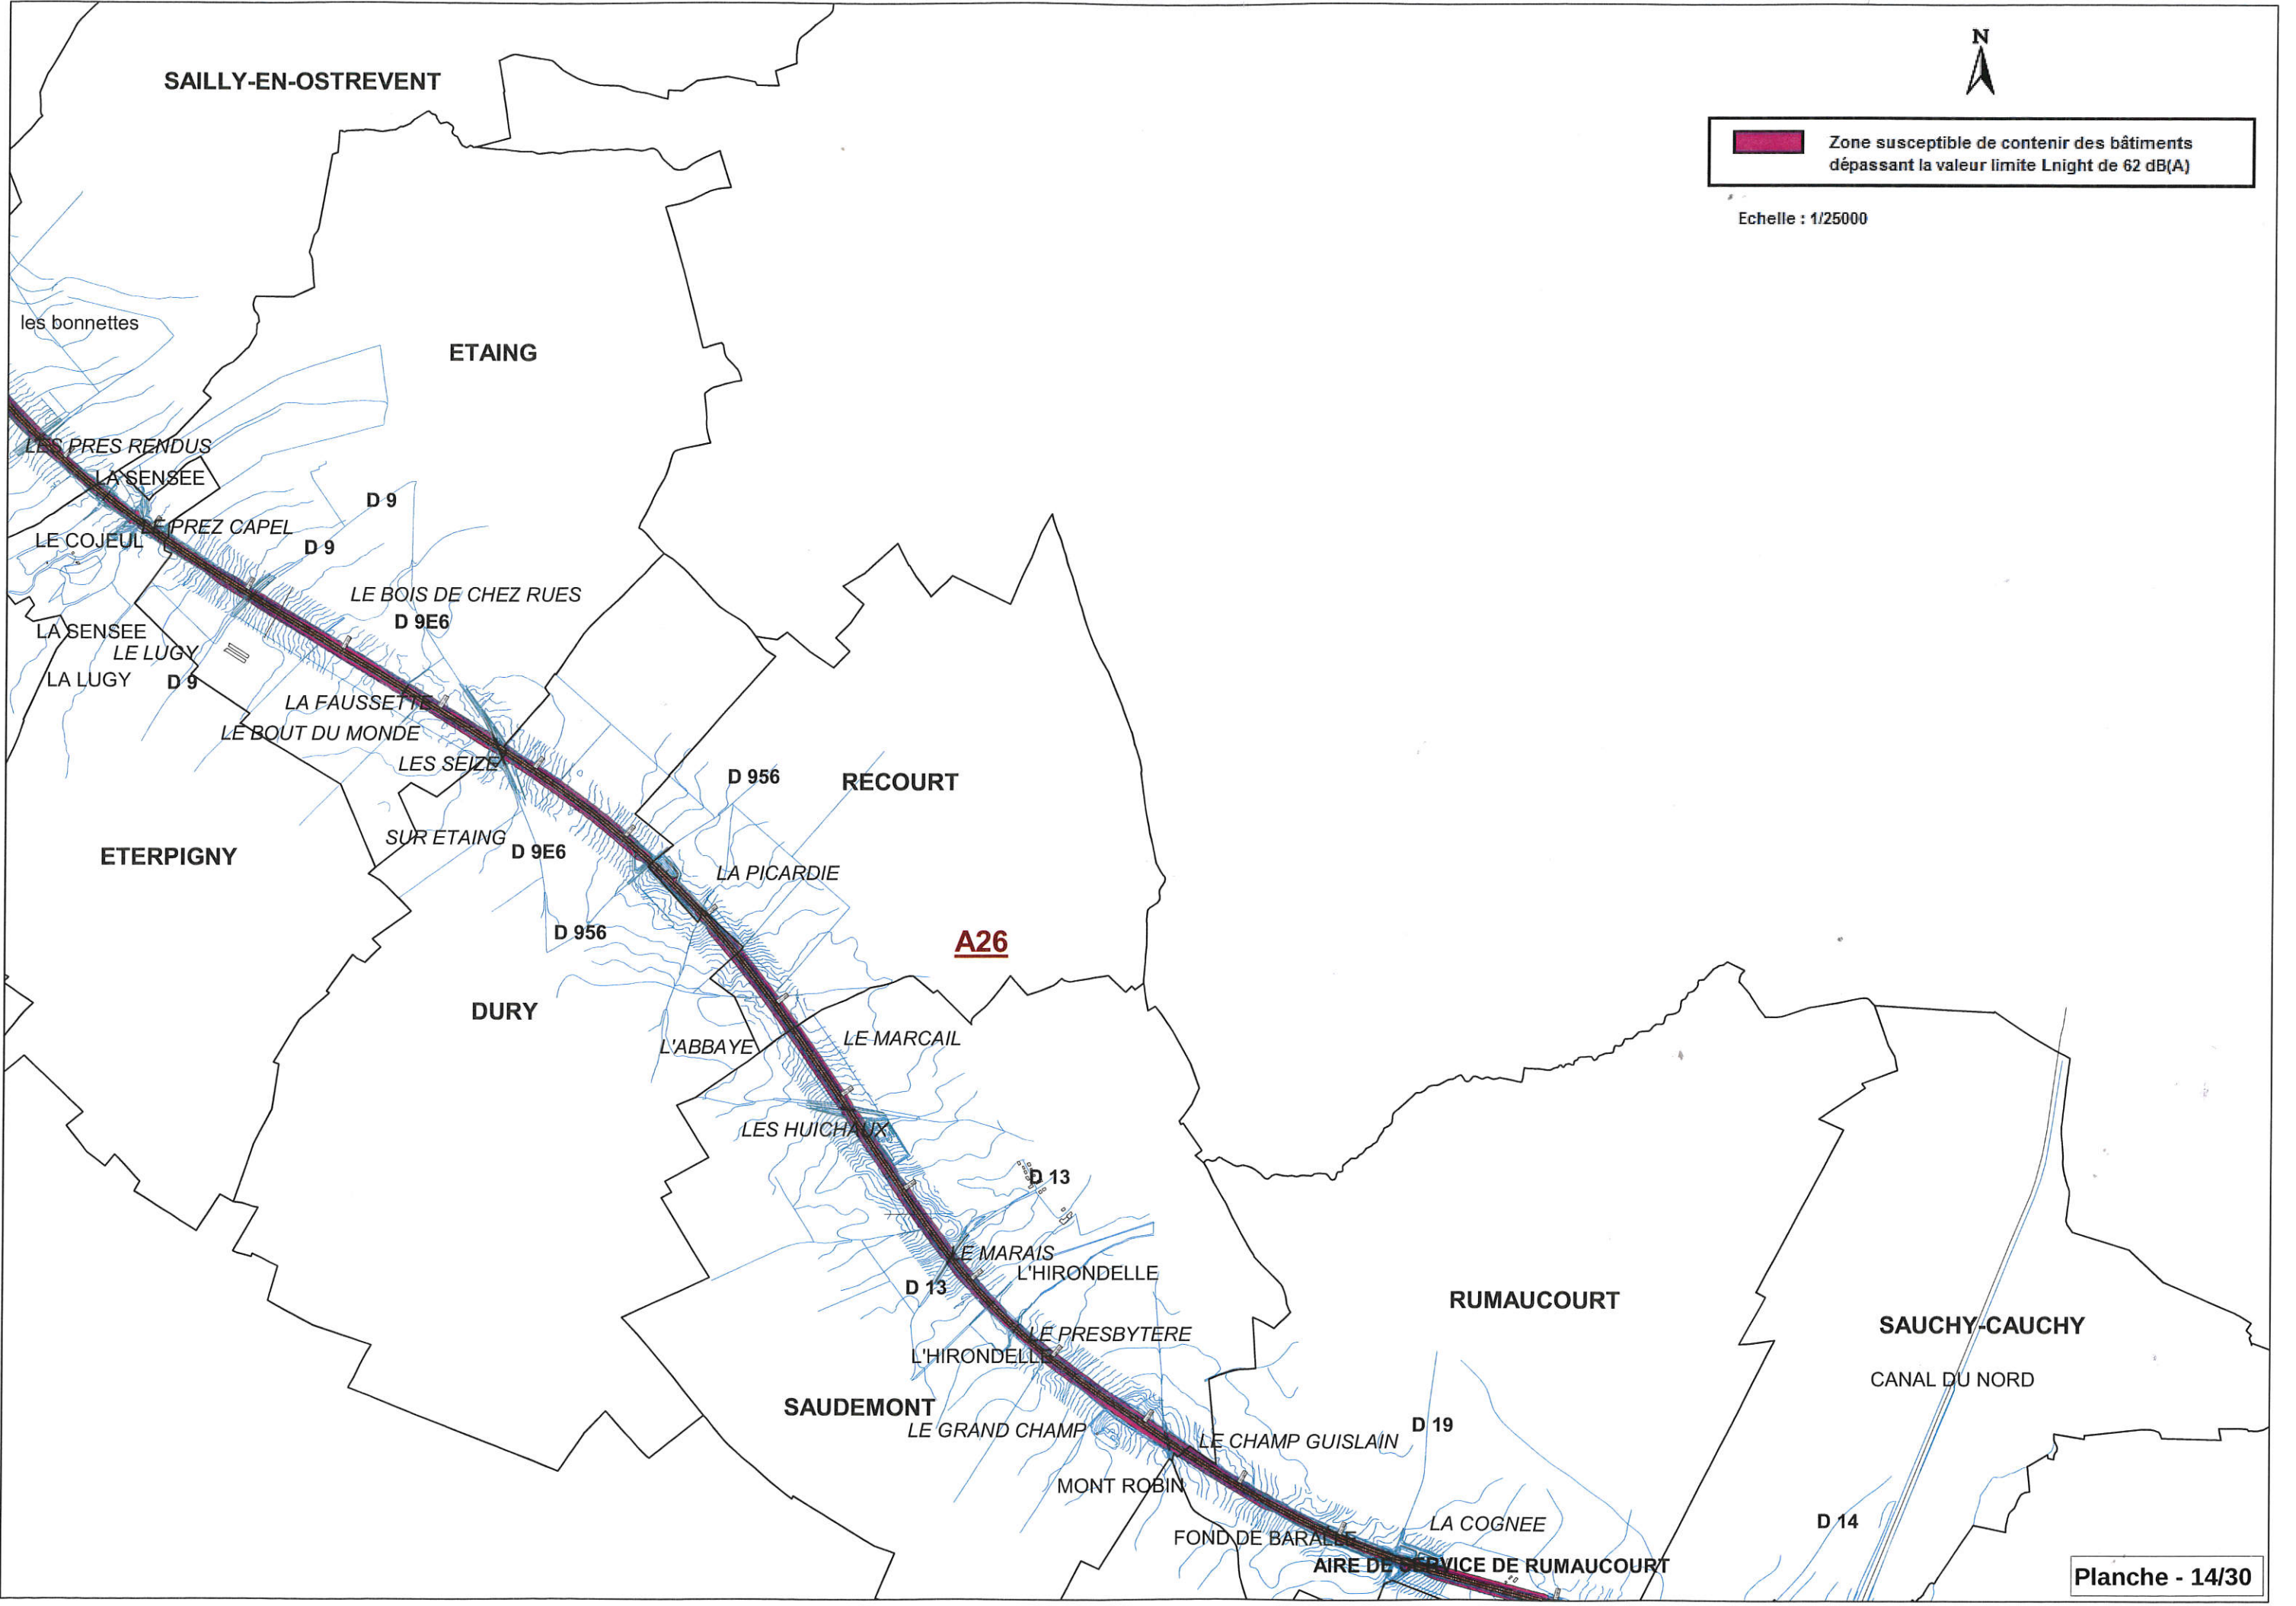 SAILLY-EN-OSTREVENT
N
Zone susceptible de contenir des bâtiments
dépassant la valeur limite Lnight de 62 dB(A)
Echelle : 1/25000
les bonnettes
ETAING
LES PRES RENDUS
LA SENSEE
D 9
LE PREZ CAPEL
LE COJEUL
D 9
LE BOIS DE CHEZ RUES
D 9E6
LA SENSEE
LE LUGY
LA LUGY
D 9
LA FAUSSETTE
LE BOUT DU MONDE
LES SEIZE
D 956
RECOURT
SUR ETAING
D 9E6
ETERPIGNY
LA PICARDIE
D 956
A26
DURY
L'ABBAYE
LE MARCAIL
LES HUICHAUX
D 13
LE MARAIS
L'HIRONDELLE
D 13
RUMAUCOURT
SAUCHY-CAUCHY
LE PRESBYTERE
L'HIRONDELLE
CANAL DU NORD
SAUDEMONT
LE GRAND CHAMP
D 19
LE CHAMP GUISLAIN
MONT ROBIN
LA COGNEE
D 14
FOND DE BARALLE
AIRE DE SERVICE DE RUMAUCOURT
Planche - 14/30